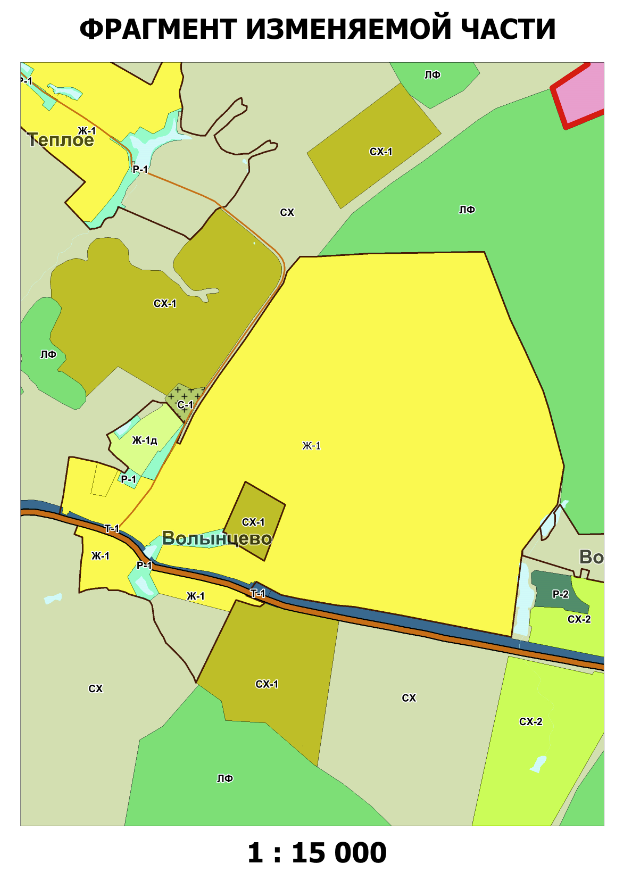 ФРАГМЕНТ ИЗМЕНЯЕМОЙ ЧАСТИ
ЛФ
Р-1
Ж-1
Теплое
СХ-1
Р-1
СХ
ЛФ
СХ-1
ЛФ
С-1
Ж-1д
Ж-1
Р-1
СХ-1
Т-1
Волынцево
Ж-1
Во
Р-1
Т-1
Р-2
Ж-1
СХ-2
СХ-1
СХ
СХ
СХ-2
ЛФ
1 : 15 000